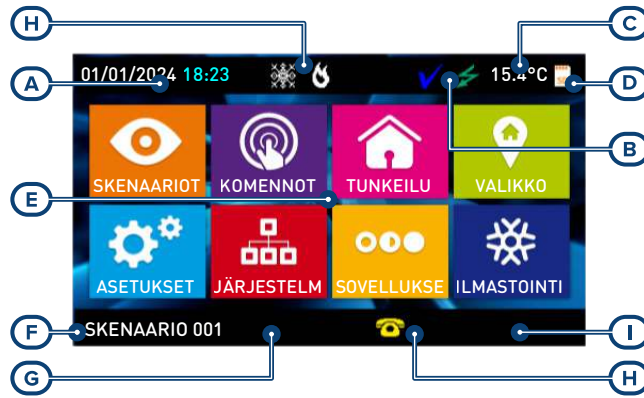 H
C
A
01/01/2024 18:23
15.4°C
D
B
SKENAARIOT
KOMENNOT
TUNKEILU
VALIKKO
E
ASETUKSET
JÄRJESTELM
SOVELLUKSE
ILMASTOINTI
F
SKENAARIO 001
I
G
H